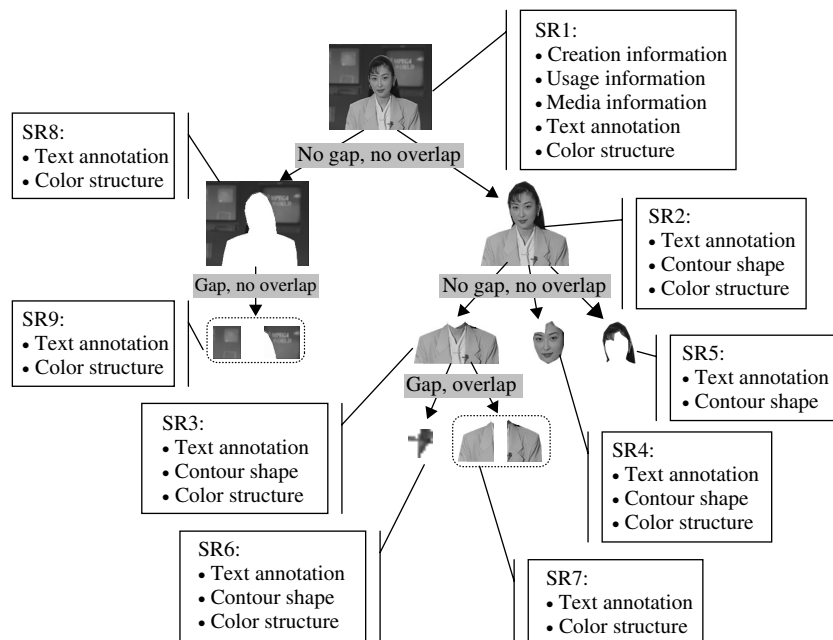 SR1:
• Creation information
• Usage information
• Media information
• Text annotation
• Color structure
SR8:
• Text annotation
• Color structure
No gap, no overlap
SR2:
• Text annotation
• Contour shape
• Color structure
Gap, no overlap
No gap, no overlap
SR9:
• Text annotation
• Color structure
SR5:
• Text annotation
• Contour shape
Gap, overlap
SR3:
• Text annotation
• Contour shape
• Color structure
SR4:
• Text annotation
• Contour shape
• Color structure
SR6:
• Text annotation
• Contour shape
• Color structure
SR7:
• Text annotation
• Color structure